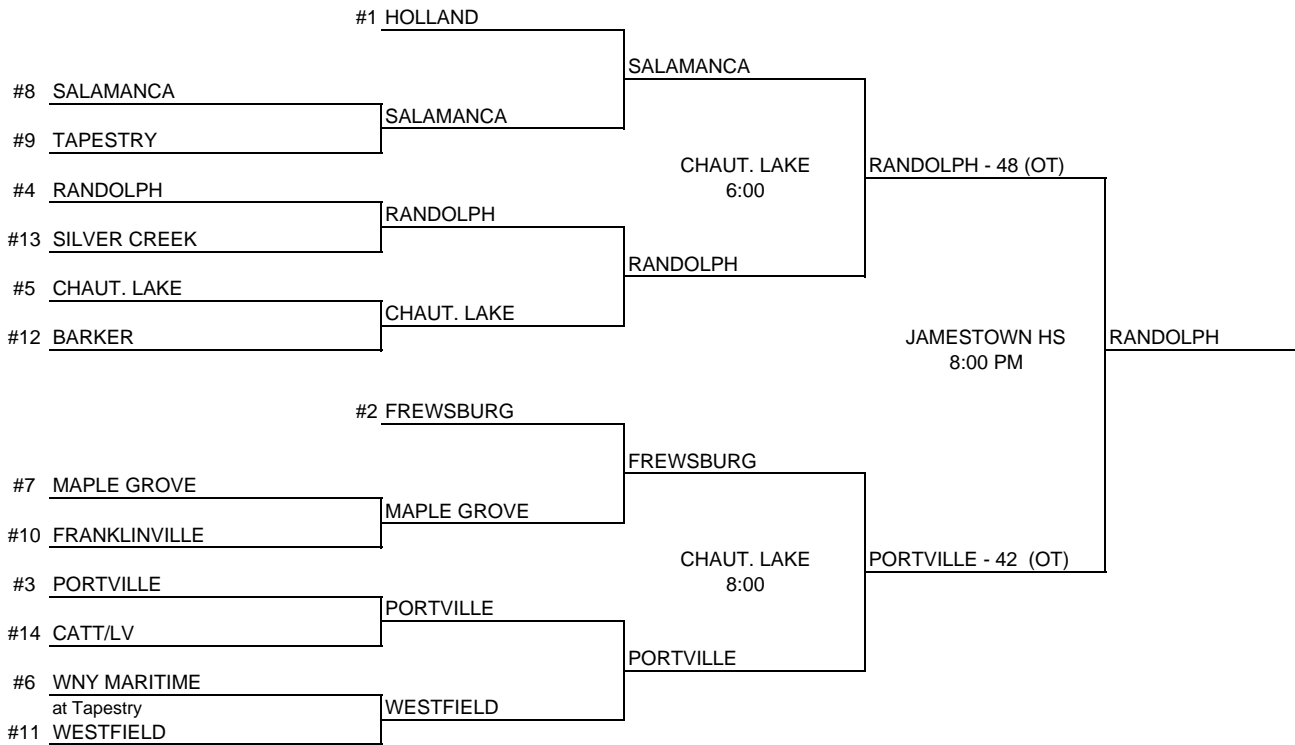 #1 HOLLAND
SALAMANCA
#8 SALAMANCA
SALAMANCA
#9 TAPESTRY
CHAUT. LAKE
6:00
RANDOLPH - 48 (OT)
#4 RANDOLPH
RANDOLPH
#13 SILVER CREEK
RANDOLPH
#5 CHAUT. LAKE
CHAUT. LAKE
#12 BARKER
JAMESTOWN HS
8:00 PM
RANDOLPH
#2 FREWSBURG
FREWSBURG
#7 MAPLE GROVE
MAPLE GROVE
#10 FRANKLINVILLE
CHAUT. LAKE
8:00
PORTVILLE - 42 (OT)
#3 PORTVILLE
PORTVILLE
#14 CATT/LV
PORTVILLE
#6 WNY MARITIME
at Tapestry
WESTFIELD
#11 WESTFIELD